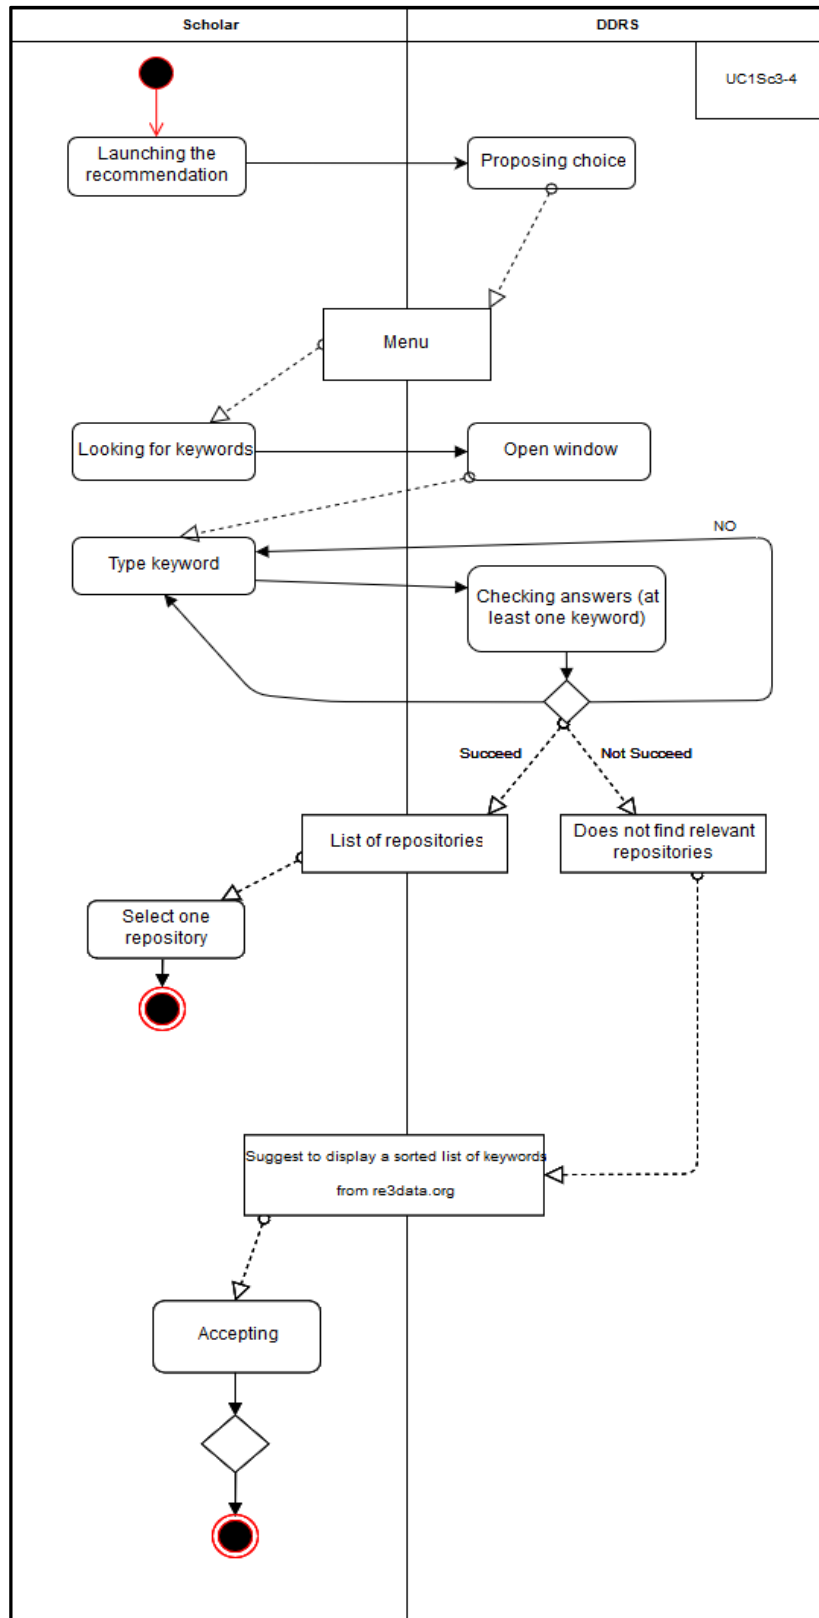 Scholar
DDRS
UC1Sc3-4
Launching the
recommendation
Proposing choice
Menu
Looking for keywords
Open window
NO
Type keyword
Checking answers (at
least one keyword)
Succeed
Not Succeed
List of repositories
Does not find relevant
repositories
Select one
repository
Suggest to display a sorted list of keywords
from re3data.org
Accepting